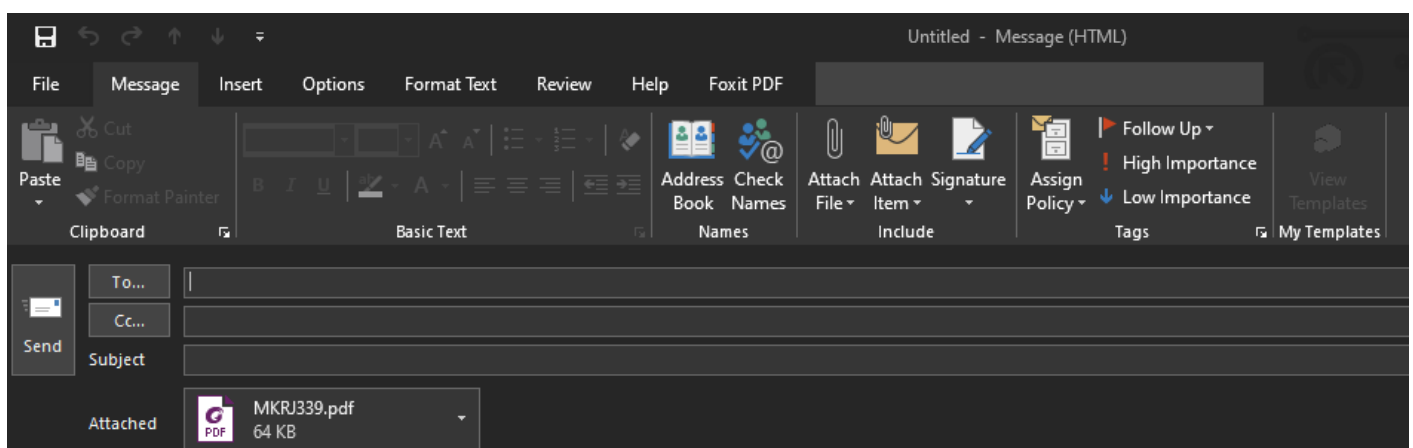 Untitled - Message (HTML)
File Message Insert Options Format Text Review Help Foxit PDF
Paste
Cut
Copy
Format Painter
Clipboard
A A
B I U A
Basic Text
Address Book
Check Names
Names
Attach File
Attach Item
Signature
Include
Assign Policy
Follow Up
High Importance
Low Importance
Tags
View Templates
My Templates
Send
To...
Cc...
Subject
Attached
PDF
MKRJ339.pdf
64 KB